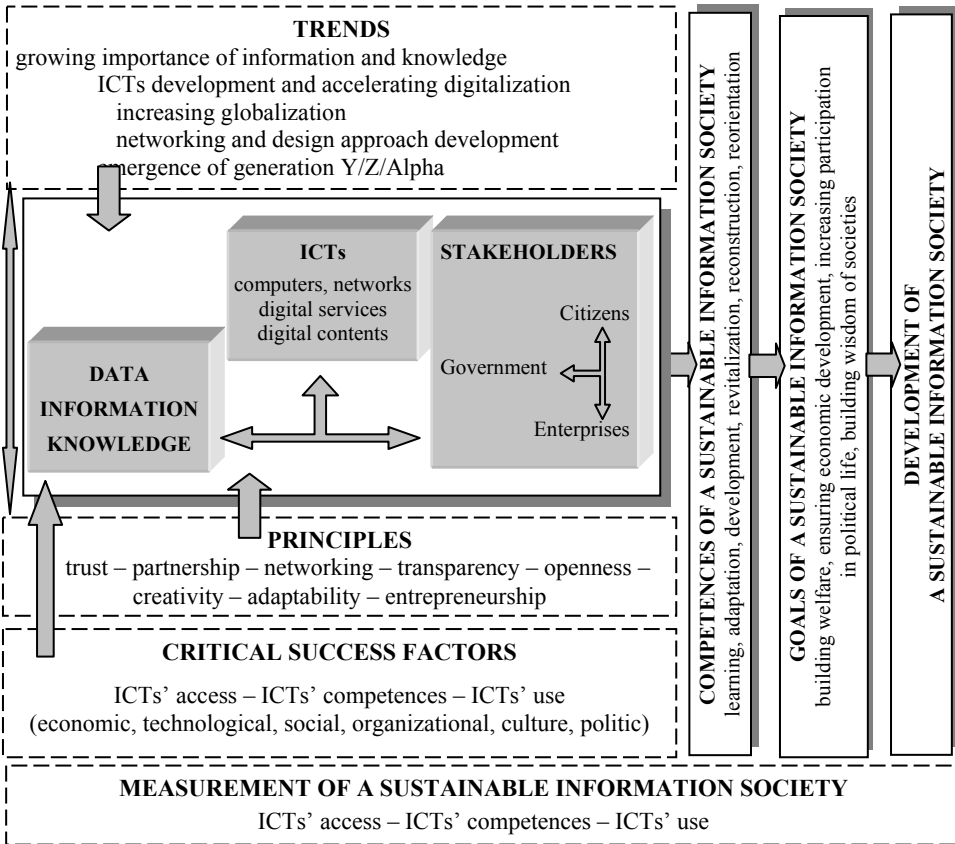 TRENDS
growing importance of information and knowledge
ICTs development and accelerating digitalization
increasing globalization
networking and design approach development
emergence of generation Y/Z/Alpha
DATA
INFORMATION
KNOWLEDGE
ICTs
computers, networks
digital services
digital contents
STAKEHOLDERS
Citizens
Government
Enterprises
PRINCIPLES
trust – partnership – networking – transparency – openness –
creativity – adaptability – entrepreneurship
CRITICAL SUCCESS FACTORS
ICTs’ access – ICTs’ competences – ICTs’ use
(economic, technological, social, organizational, culture, politic)
COMPETENCES OF A SUSTAINABLE INFORMATION SOCIETY
learning, adaptation, development, revitalization, reconstruction, reorientation
GOALS OF A SUSTAINABLE INFORMATION SOCIETY
building welfare, ensuring economic development, increasing participation
in political life, building wisdom of societies
DEVELOPMENT OF
A SUSTAINABLE INFORMATION SOCIETY
MEASUREMENT OF A SUSTAINABLE INFORMATION SOCIETY
ICTs’ access – ICTs’ competences – ICTs’ use